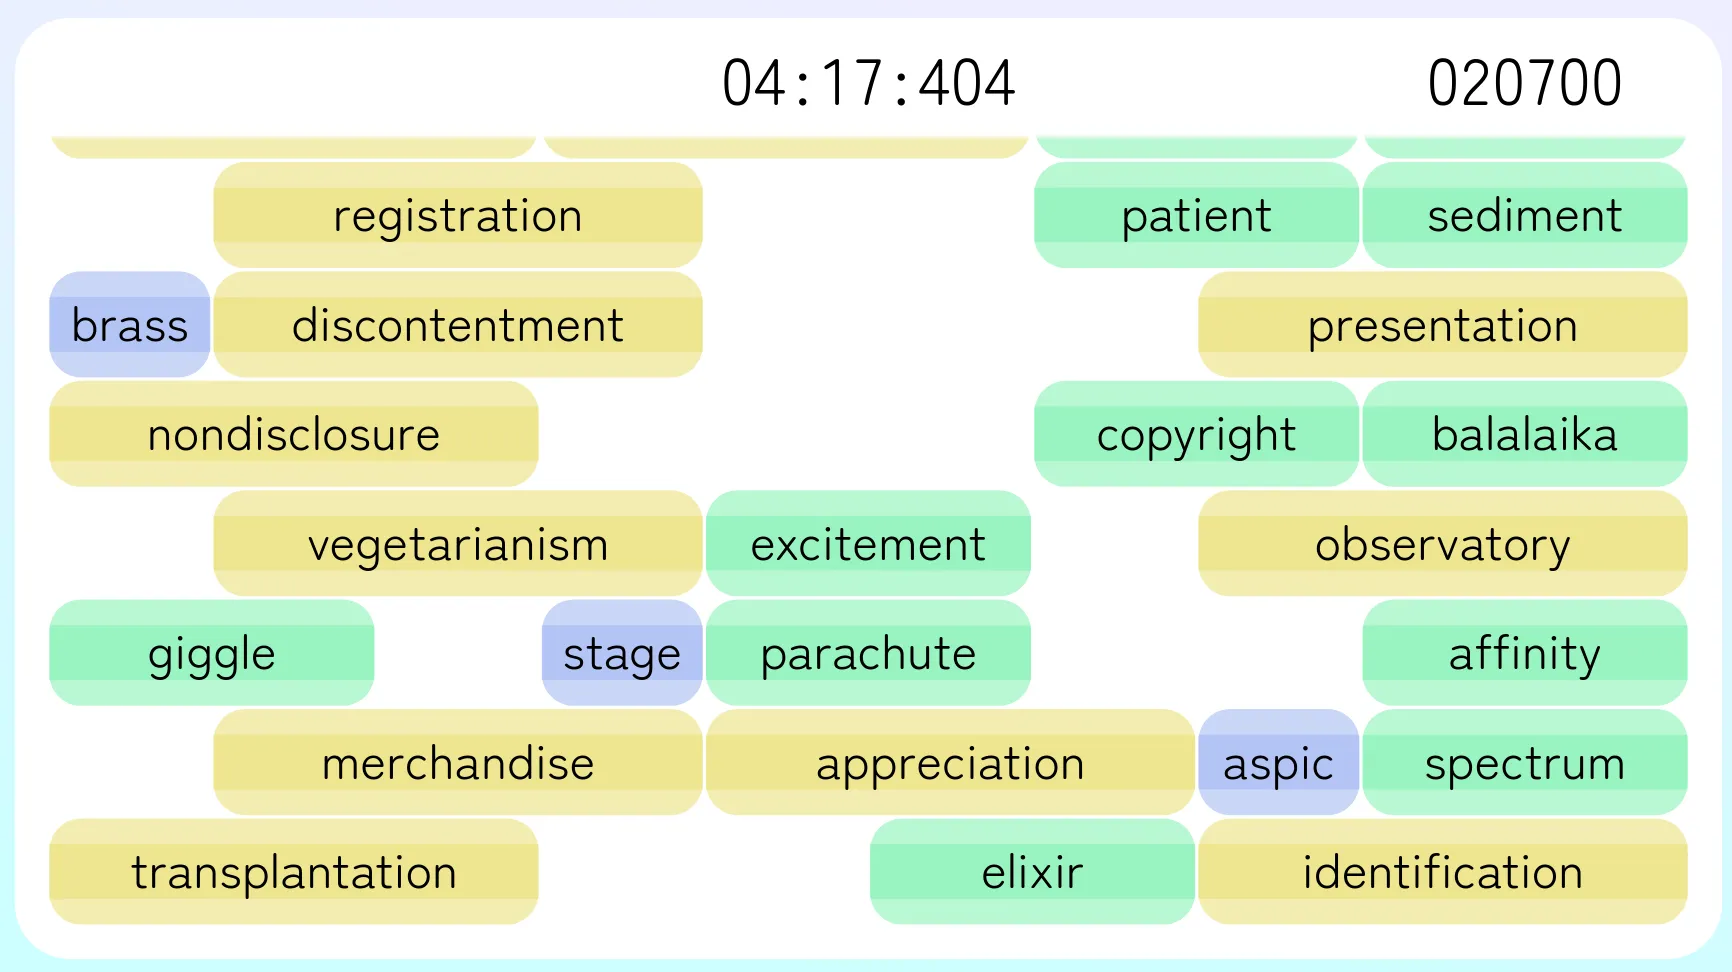 04:17:404 020700
registration patient sediment
brass discontentment presentation
nondisclosure copyright balalaika
vegetarianism excitement observatory
giggle stage parachute affinity
merchandise appreciation aspic spectrum
transplantation elixir identification